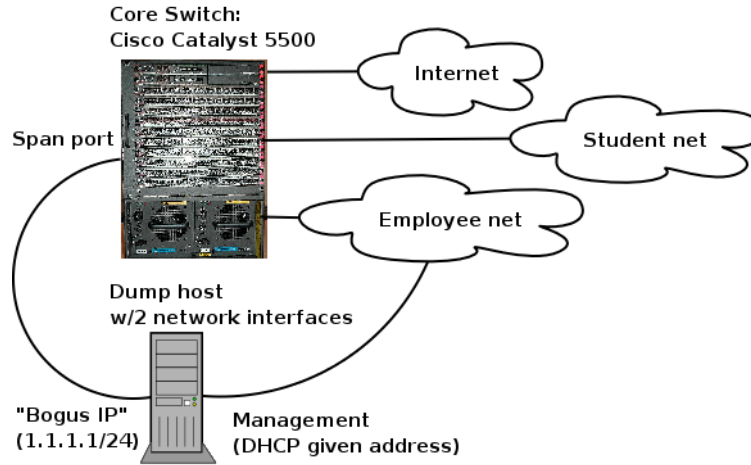 Core Switch:
Cisco Catalyst 5500
Internet
Span port
Student net
Employee net
Dump host
w/2 network interfaces
"Bogus IP"
(1.1.1.1/24)
Management
(DHCP given address)